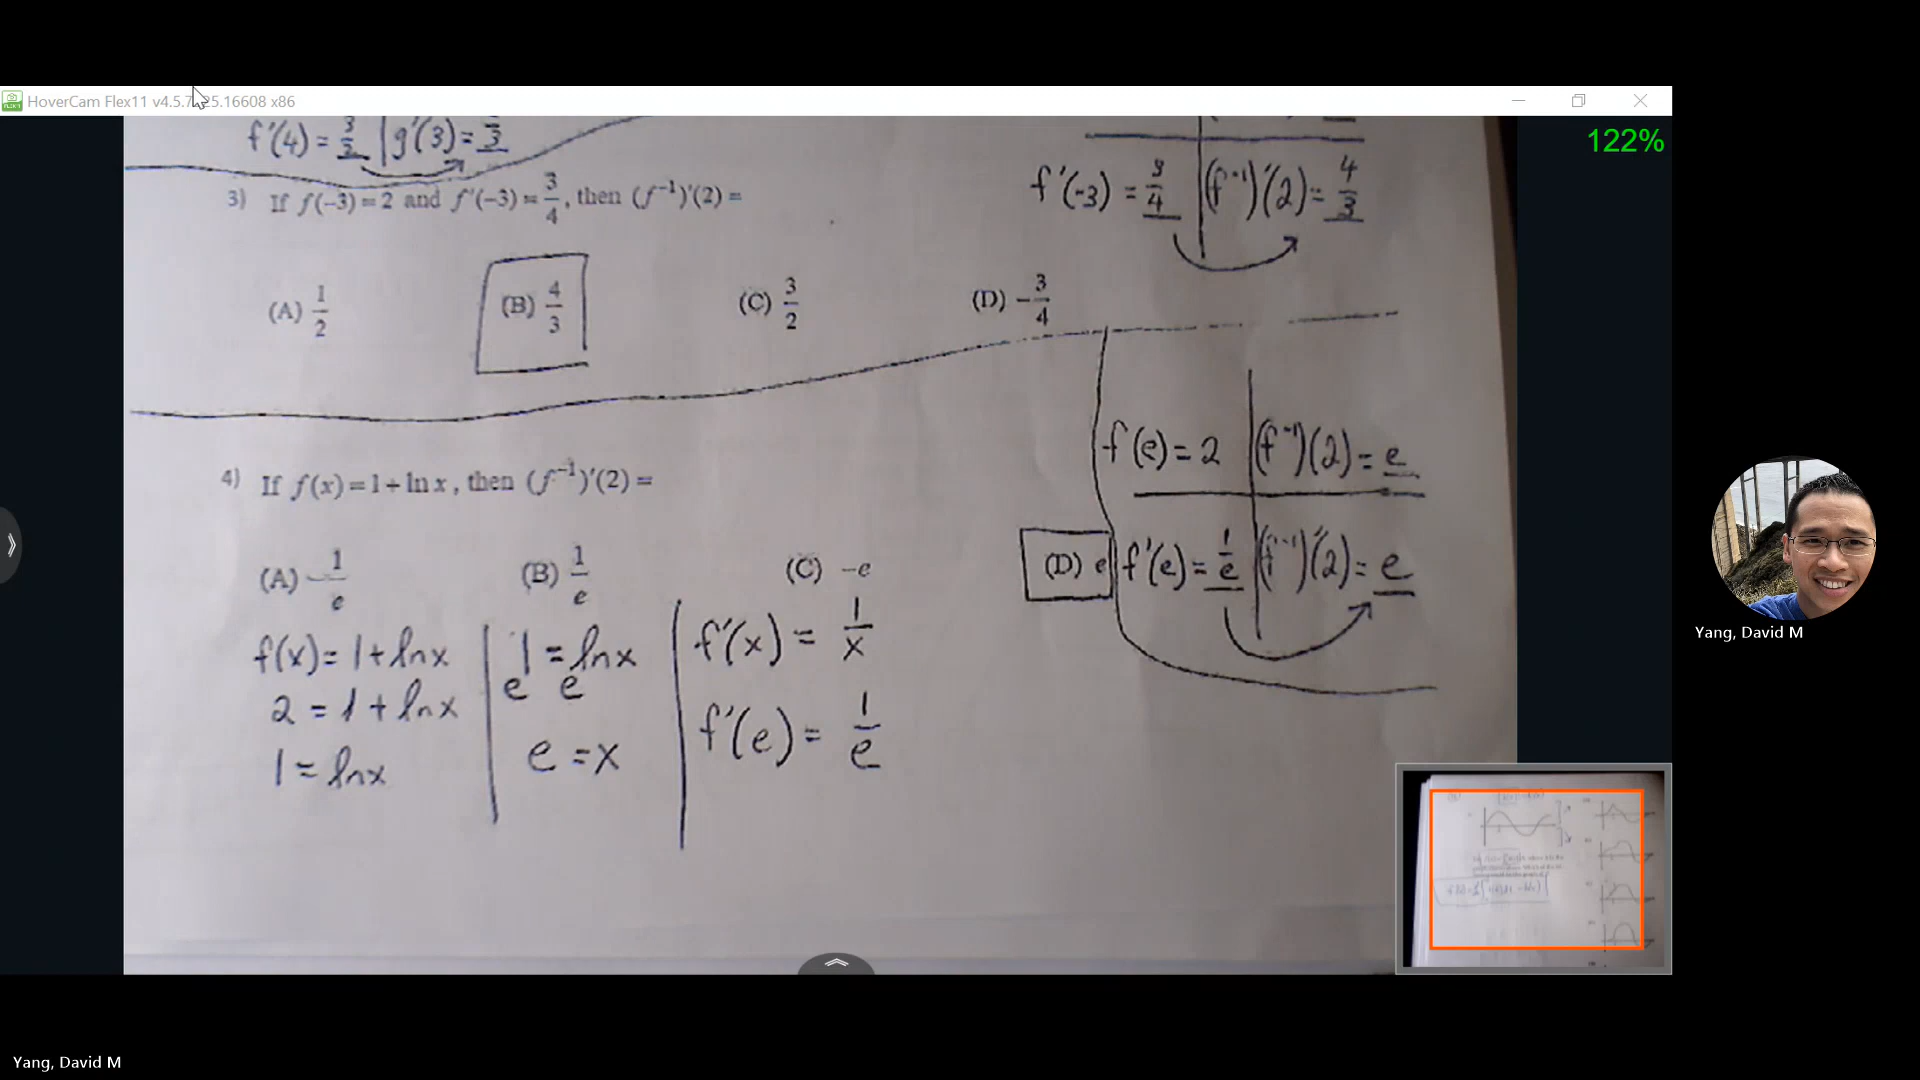 HoverCam Flex11 v4.5.7 25.16608 x86
122%
f'(4) = 3/2 | g'(3) = /3
3) If f(-3) = 2 and f'(-3) = 3/4, then (f⁻¹)'(2) =
f'(-3) = 3/4 | (f⁻¹)'(2) = 4/3
(A) 1/2 (B) 4/3 (C) 3/2 (D) -3/4
f(e) = 2 | (f⁻¹)(2) = e
4) If f(x) = 1 + ln x, then (f⁻¹)'(2) =
(A) -1/e (B) 1/e (C) -e (D) e
f'(e) = 1/e | (f⁻¹)'(2) = e
f(x) = 1 + ln x
2 = 1 + ln x
1 = ln x
e¹ = e^(ln x)
e = x
f'(x) = 1/x
f'(e) = 1/e
Yang, David M
Yang, David M